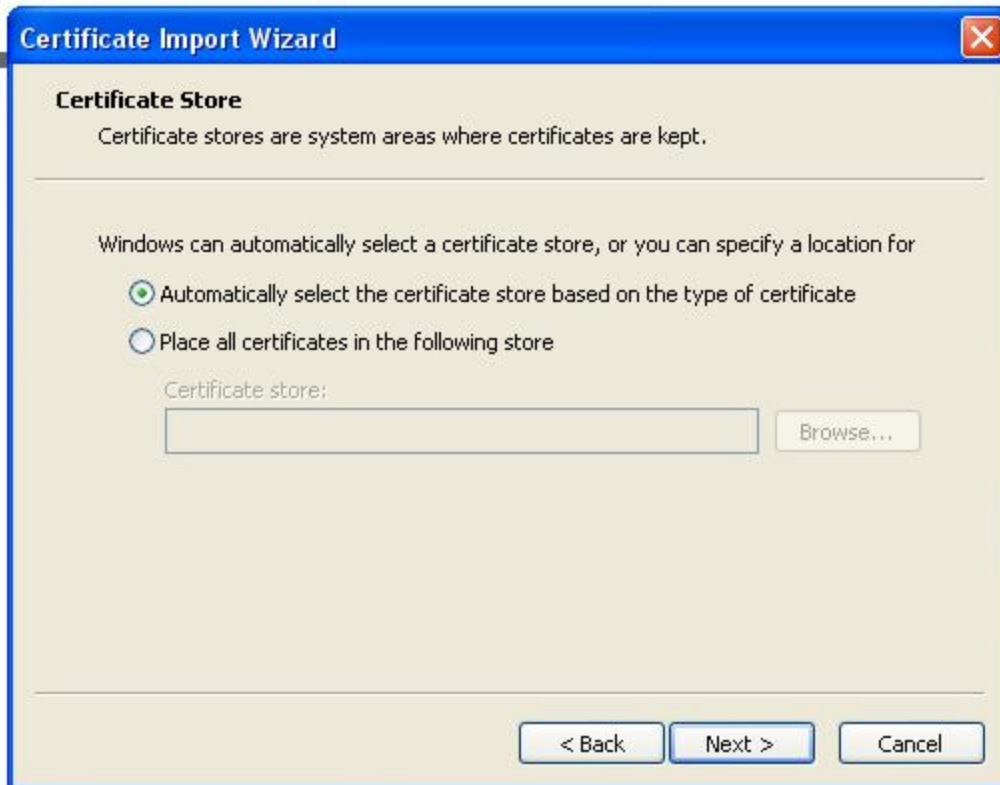 Certificate Import Wizard
Certificate Store
Certificate stores are system areas where certificates are kept.
Windows can automatically select a certificate store, or you can specify a location for
Automatically select the certificate store based on the type of certificate
Place all certificates in the following store
Certificate store:
Browse...
< Back Next > Cancel